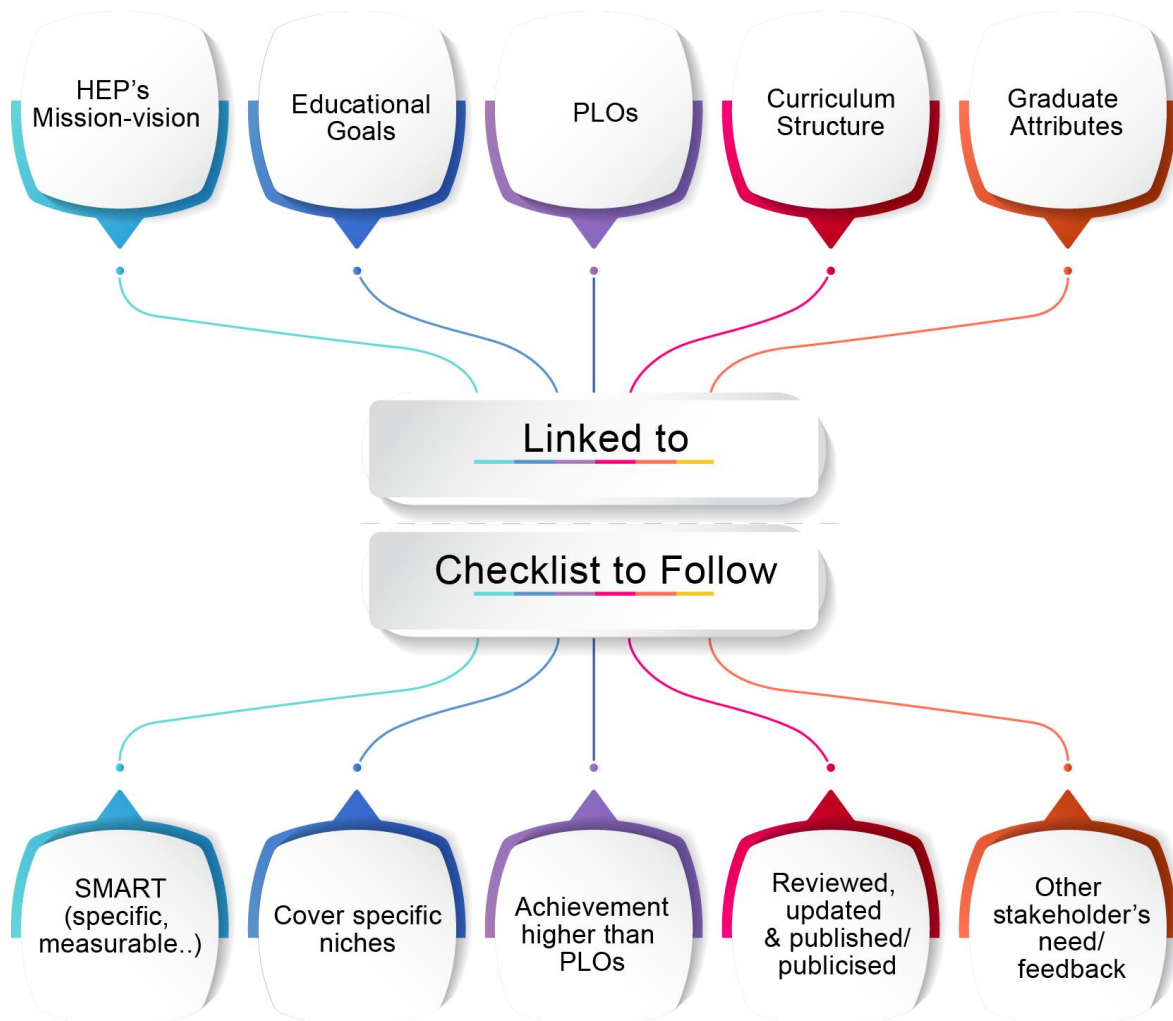 HEP’s
Mission-vision
Educational
Goals
PLOs
Curriculum
Structure
Graduate
Attributes
Linked to
Checklist to Follow
SMART
(specific,
measurable..)
Cover specific
niches
Achievement
higher than
PLOs
Reviewed,
updated
& published/
publicised
Other
stakeholder’s
need/
feedback